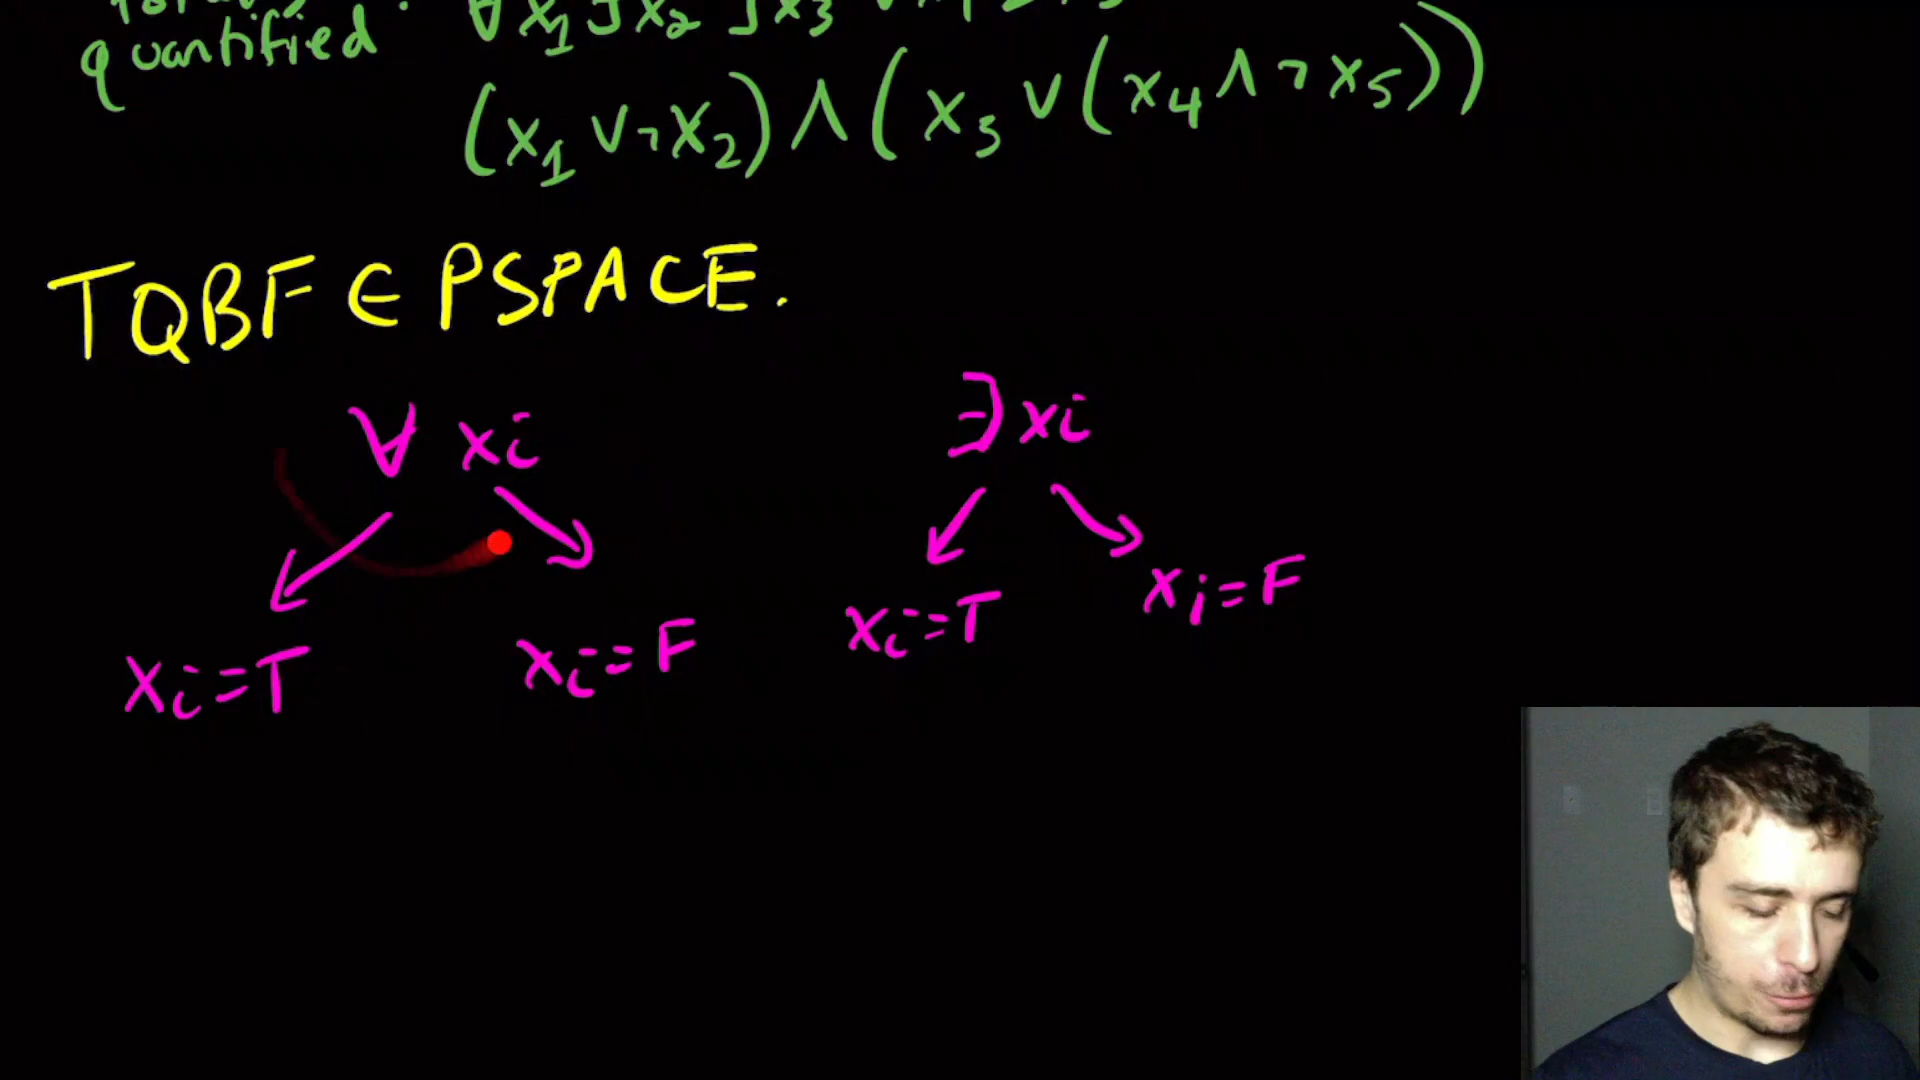 quantified: ∀x₁∃x₂∃x₃
(x₁ ∨ ¬x₂) ∧ (x₃ ∨ (x₄ ∧ ¬x₅))
TQBF ∈ PSPACE.
∀ xi ∃ xi
xi=T xi=F xi=T xi=F